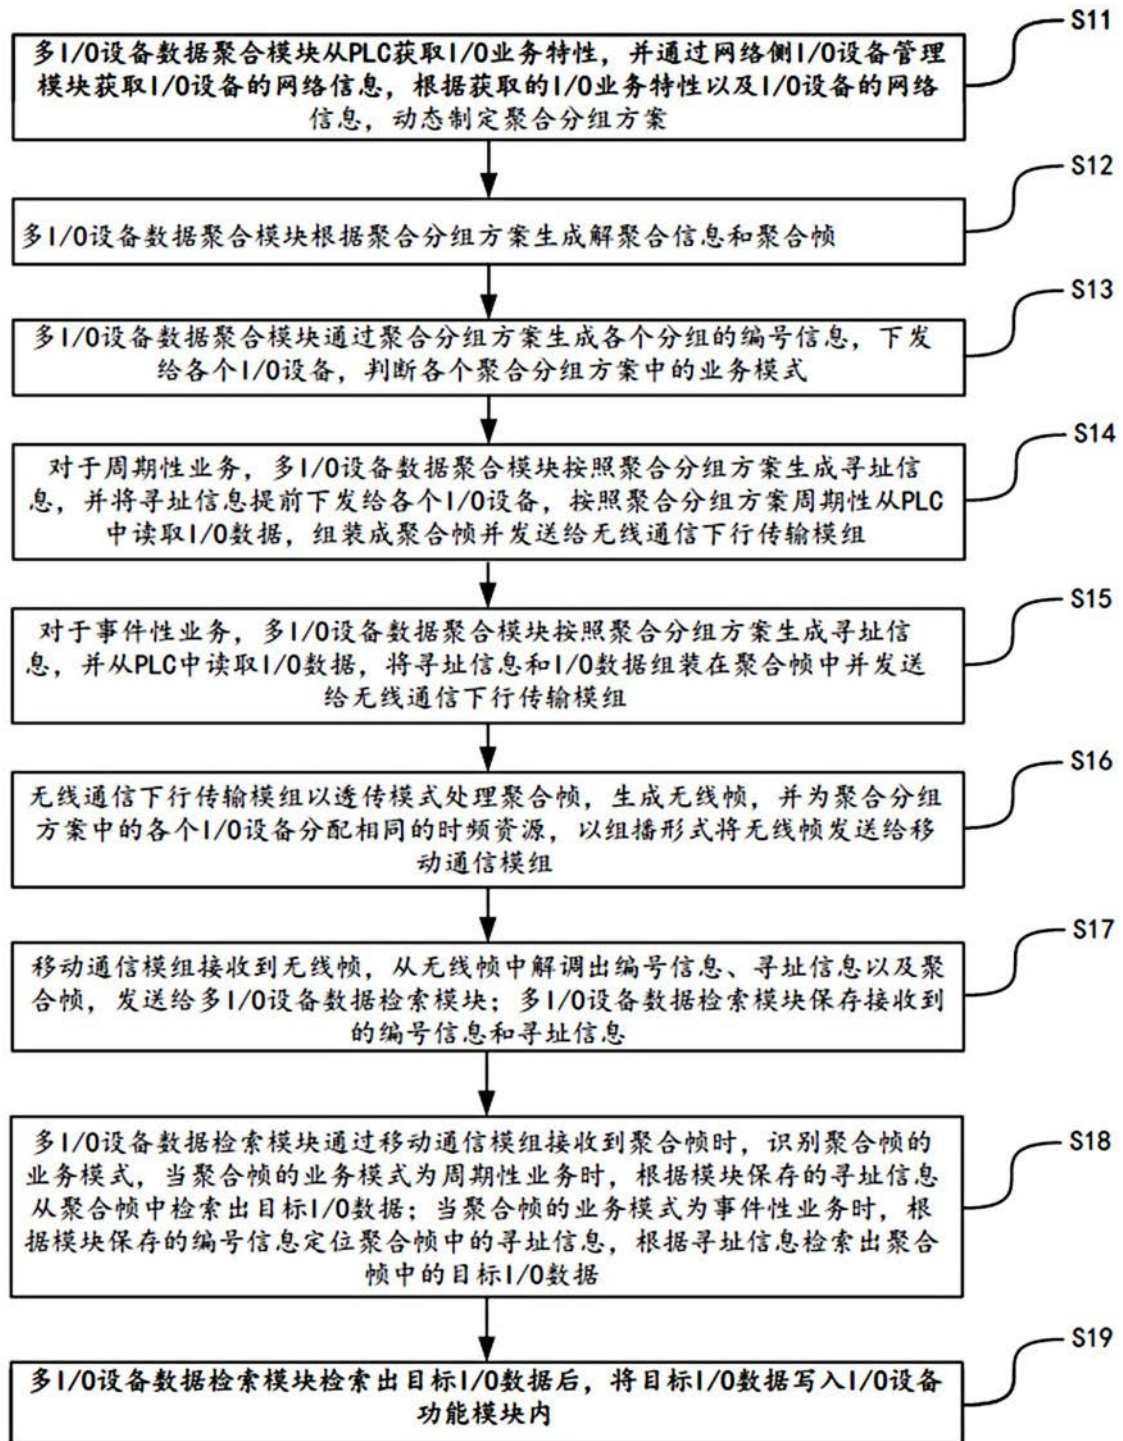 S11
多I/O设备数据聚合模块从PLC获取I/O业务特性，并通过网络侧I/O设备管理
模块获取I/O设备的网络信息，根据获取的I/O业务特性以及I/O设备的网络
信息，动态制定聚合分组方案
S12
多I/O设备数据聚合模块根据聚合分组方案生成解聚合信息和聚合帧
S13
多I/O设备数据聚合模块通过聚合分组方案生成各个分组的编号信息，下发
给各个I/O设备，判断各个聚合分组方案中的业务模式
S14
对于周期性业务，多I/O设备数据聚合模块按照聚合分组方案生成寻址信
息，并将寻址信息提前下发给各个I/O设备，按照聚合分组方案周期性从PLC
中读取I/O数据，组装成聚合帧并发送给无线通信下行传输模组
S15
对于事件性业务，多I/O设备数据聚合模块按照聚合分组方案生成寻址信
息，并从PLC中读取I/O数据，将寻址信息和I/O数据组装在聚合帧中并发送
给无线通信下行传输模组
S16
无线通信下行传输模组以透传模式处理聚合帧，生成无线帧，并为聚合分组
方案中的各个I/O设备分配相同的时频资源，以组播形式将无线帧发送给移
动通信模组
S17
移动通信模组接收到无线帧，从无线帧中解调出编号信息、寻址信息以及聚
合帧，发送给多I/O设备数据检索模块；多I/O设备数据检索模块保存接收到
的编号信息和寻址信息
S18
多I/O设备数据检索模块通过移动通信模组接收到聚合帧时，识别聚合帧的
业务模式，当聚合帧的业务模式为周期性业务时，根据模块保存的寻址信息
从聚合帧中检索出目标I/O数据；当聚合帧的业务模式为事件性业务时，根
据模块保存的编号信息定位聚合帧中的寻址信息，根据寻址信息检索出聚合
帧中的目标I/O数据
S19
多I/O设备数据检索模块检索出目标I/O数据后，将目标I/O数据写入I/O设备
功能模块内